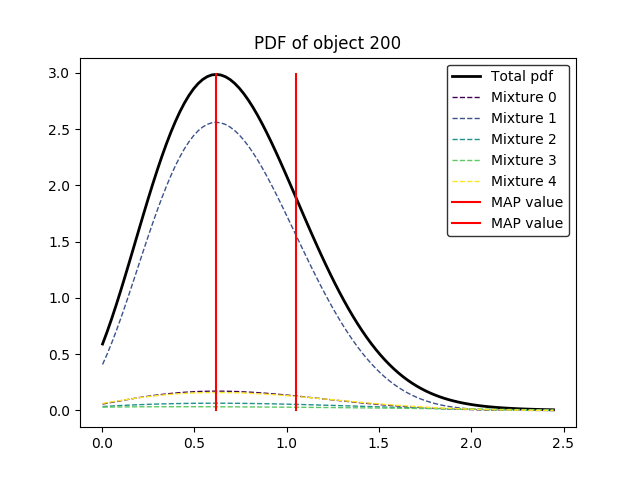 PDF of object 200
Total pdf
Mixture 0
Mixture 1
Mixture 2
Mixture 3
Mixture 4
MAP value
MAP value
3.0
2.5
2.0
1.5
1.0
0.5
0.0
0.0 0.5 1.0 1.5 2.0 2.5